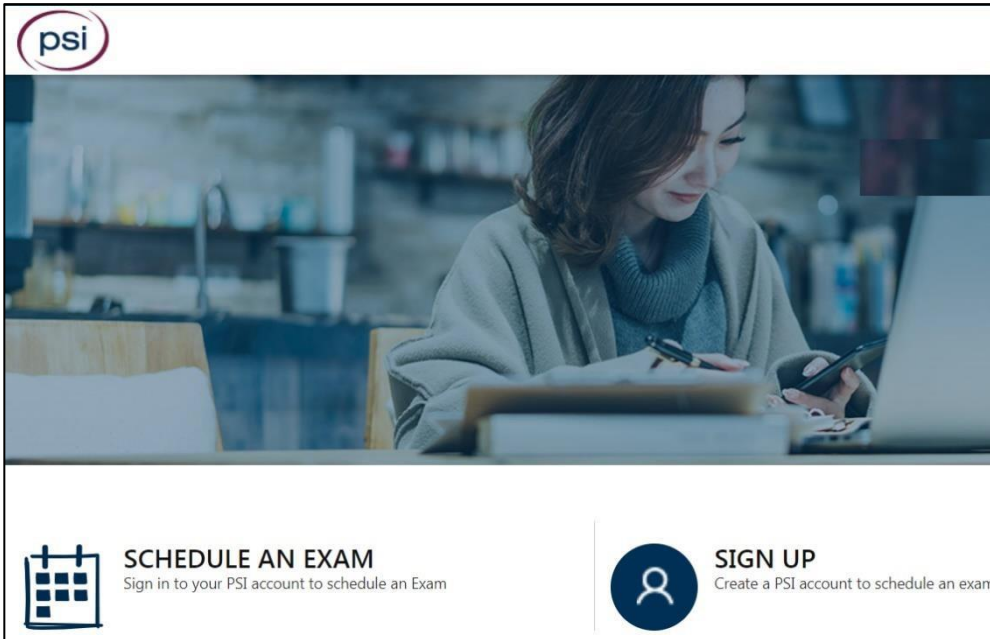 psi
SCHEDULE AN EXAM
Sign in to your PSI account to schedule an Exam
SIGN UP
Create a PSI account to schedule an exam